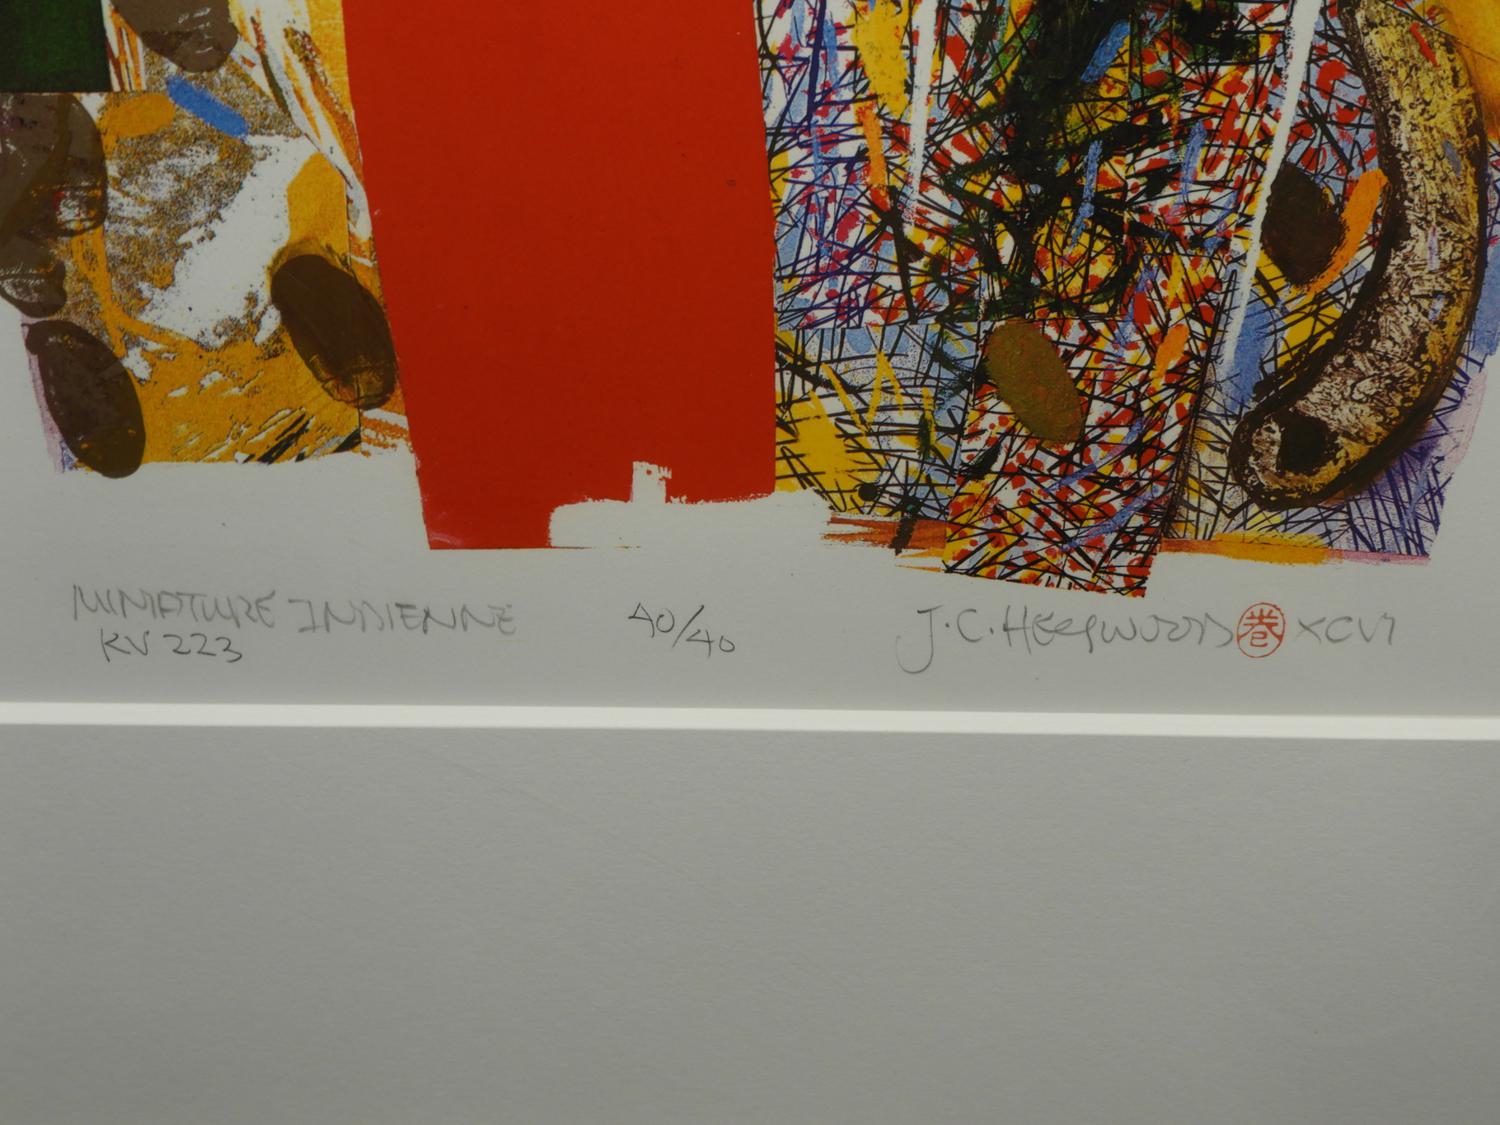 MINIATURE INDIENNE 40/40 J.C. HEYWOOD 巻 XCVI
KV 223